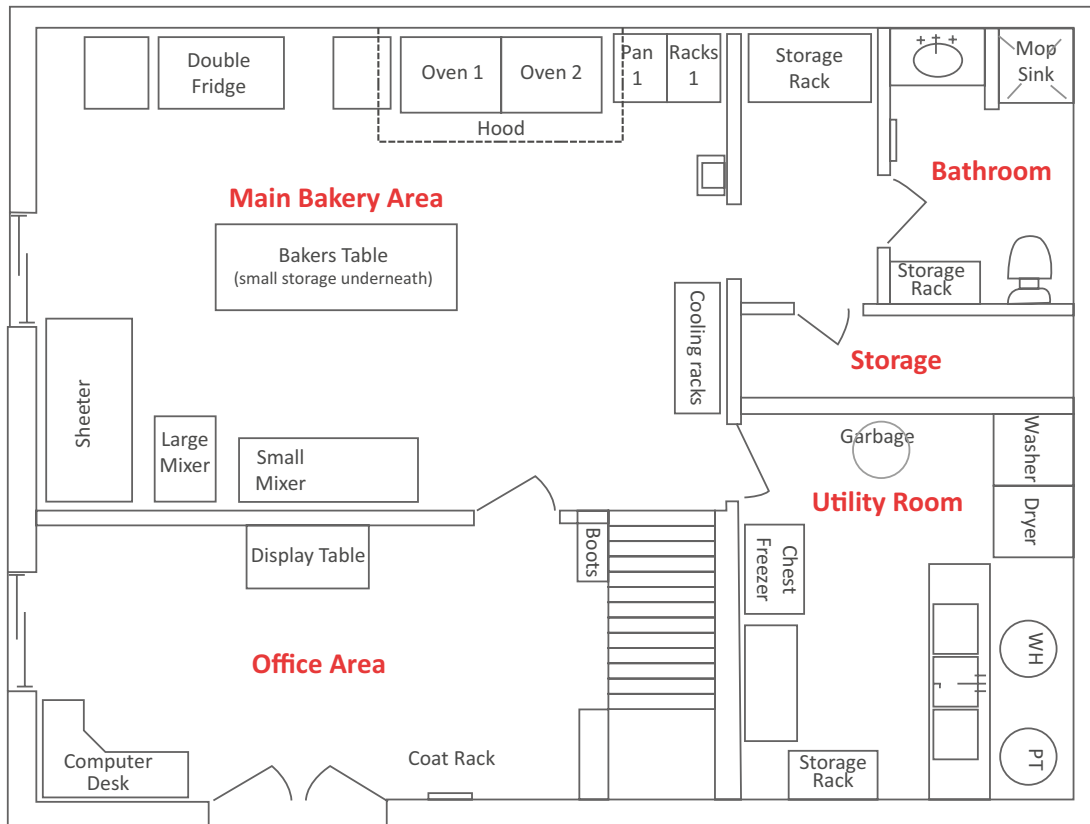 Double
Fridge
Oven 1
Oven 2
Hood
Pan
1
Racks
1
Storage
Rack
Mop
Sink
Main Bakery Area
Bathroom
Bakers Table
(small storage underneath)
Storage
Rack
Cooling racks
Storage
Sheeter
Large
Mixer
Small
Mixer
Garbage
Washer
Utility Room
Dryer
Display Table
Boots
Chest
Freezer
Office Area
WH
Computer
Desk
Coat Rack
Storage
Rack
PT